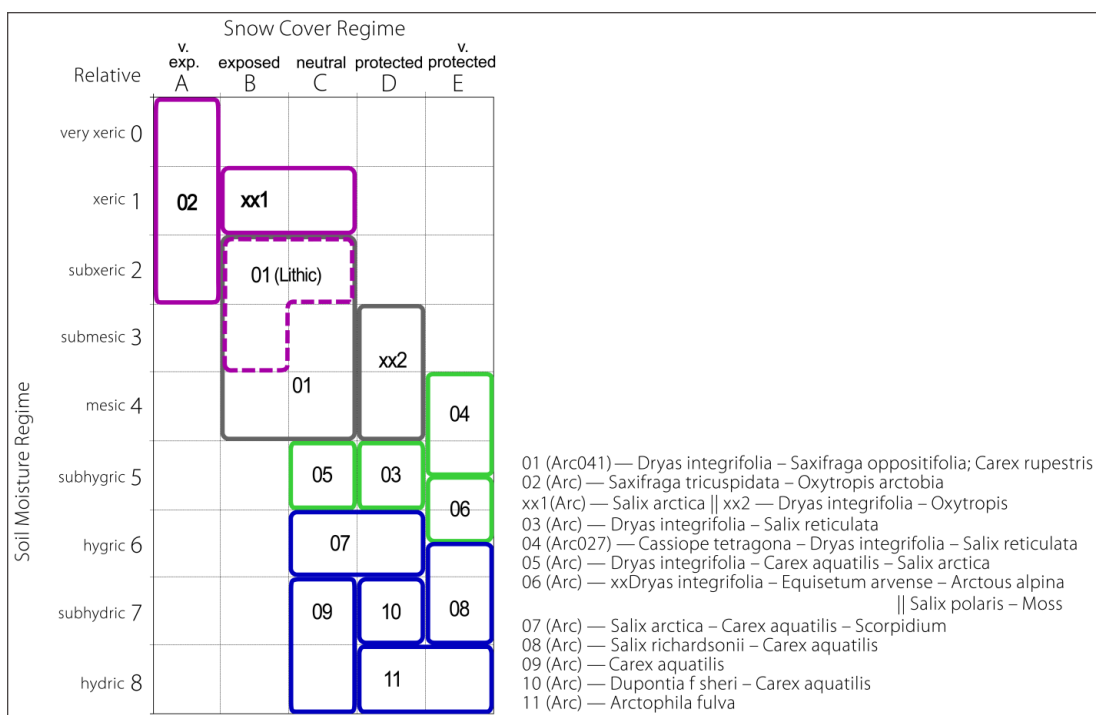 Snow Cover Regime
v.
exp. exposed neutral protected v.
protected
Relative A B C D E
very xeric 0
xeric 1
02 xx1
subxeric 2
01 (Lithic)
submesic 3
xx2
01
mesic 4
04
Soil Moisture Regime
subhygric 5
05 03
06
hygric 6
07
subhydric 7
09 10 08
hydric 8
11
01 (Arc041) — Dryas integrifolia – Saxifraga oppositifolia; Carex rupestris
02 (Arc) — Saxifraga tricuspidata – Oxytropis arctobia
xx1(Arc) — Salix arctica || xx2 — Dryas integrifolia – Oxytropis
03 (Arc) — Dryas integrifolia – Salix reticulata
04 (Arc027) — Cassiope tetragona – Dryas integrifolia – Salix reticulata
05 (Arc) — Dryas integrifolia – Carex aquatilis – Salix arctica
06 (Arc) — xxDryas integrifolia – Equisetum arvense – Arctous alpina
|| Salix polaris – Moss
07 (Arc) — Salix arctica – Carex aquatilis – Scorpidium
08 (Arc) — Salix richardsonii – Carex aquatilis
09 (Arc) — Carex aquatilis
10 (Arc) — Dupontia f sheri – Carex aquatilis
11 (Arc) — Arctophila fulva